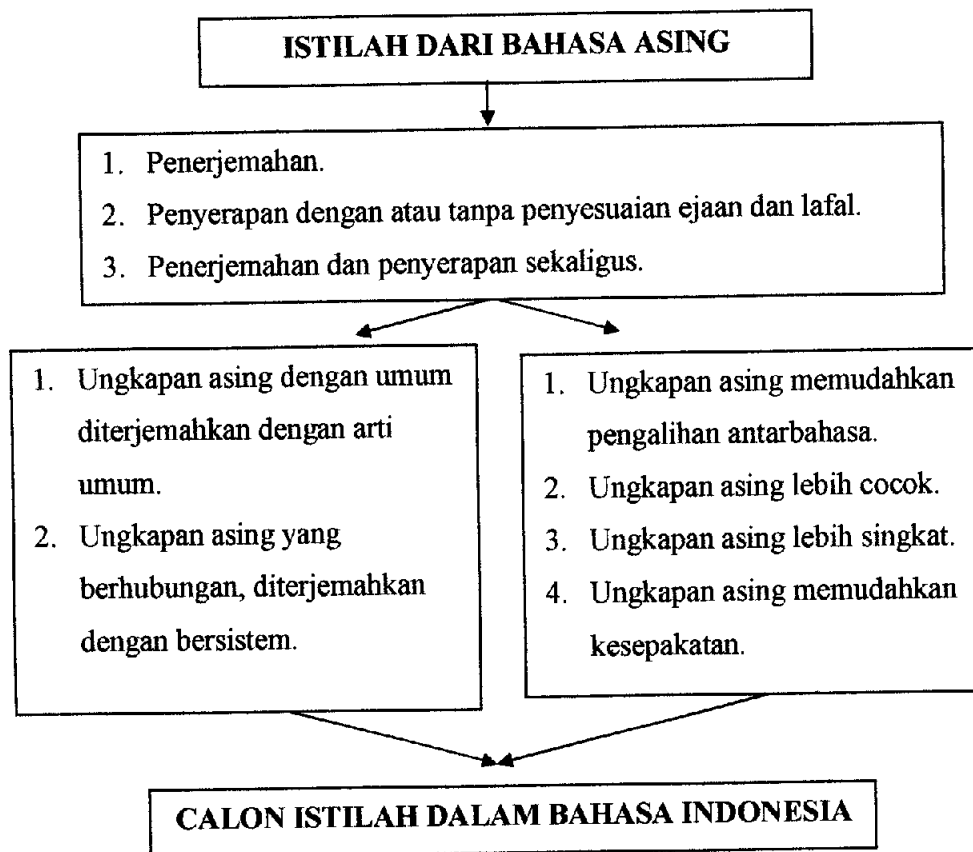 ISTILAH DARI BAHASA ASING
1. Penerjemahan.
2. Penyerapan dengan atau tanpa penyesuaian ejaan dan lafal.
3. Penerjemahan dan penyerapan sekaligus.
1. Ungkapan asing dengan umum
diterjemahkan dengan arti
umum.
2. Ungkapan asing yang
berhubungan, diterjemahkan
dengan bersistem.
1. Ungkapan asing memudahkan
pengalihan antarbahasa.
2. Ungkapan asing lebih cocok.
3. Ungkapan asing lebih singkat.
4. Ungkapan asing memudahkan
kesepakatan.
CALON ISTILAH DALAM BAHASA INDONESIA